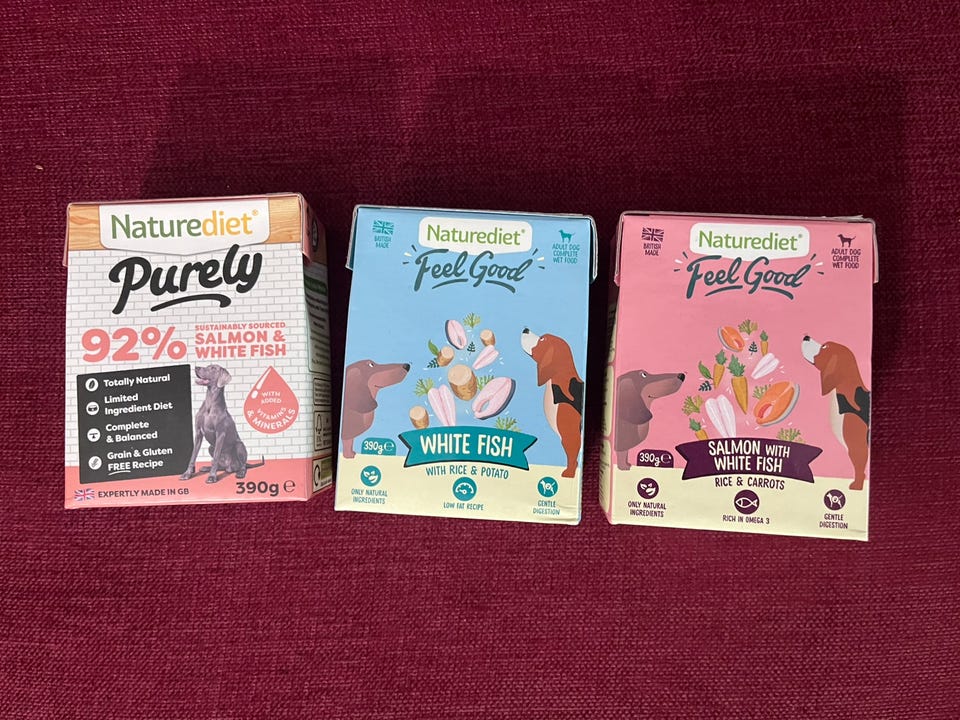 Naturediet®
Purely
92%
SUSTAINABLY SOURCED
SALMON &
WHITE FISH
Totally Natural
Limited
Ingredient Diet
Complete
& Balanced
Grain & Gluten
FREE Recipe
WITH
ADDED
VITAMINS
& MINERALS
EXPERTLY MADE IN GB
390g e
BRITISH
MADE
Naturediet®
Feel Good
ADULT DOG
COMPLETE
WET FOOD
390g e
WHITE FISH
WITH RICE & POTATO
ONLY NATURAL
INGREDIENTS
LOW FAT RECIPE
GENTLE
DIGESTION
BRITISH
MADE
Naturediet®
Feel Good
ADULT DOG
COMPLETE
WET FOOD
390g e
SALMON WITH
WHITE FISH
RICE & CARROTS
ONLY NATURAL
INGREDIENTS
RICH IN OMEGA 3
GENTLE
DIGESTION